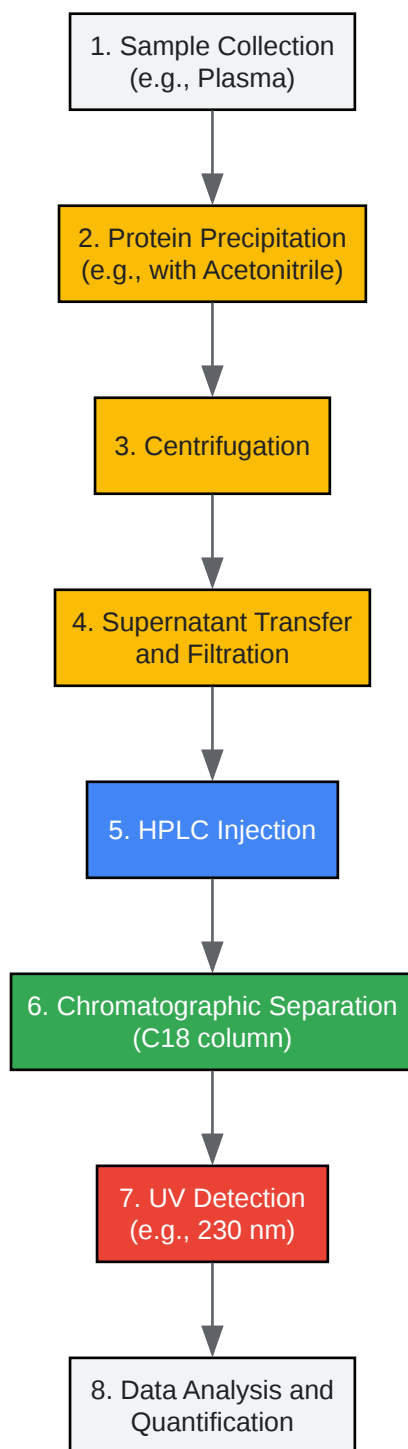 1. Sample Collection
(e.g., Plasma)
2. Protein Precipitation
(e.g., with Acetonitrile)
3. Centrifugation
4. Supernatant Transfer
and Filtration
5. HPLC Injection
6. Chromatographic Separation
(C18 column)
7. UV Detection
(e.g., 230 nm)
8. Data Analysis and
Quantification